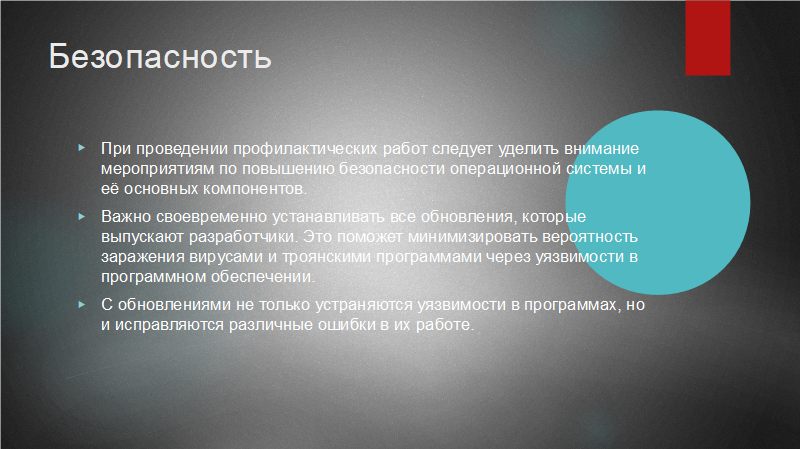 Безопасность
При проведении профилактических работ следует уделить внимание
мероприятиям по повышению безопасности операционной системы и
её основных компонентов.
Важно своевременно устанавливать все обновления, которые
выпускают разработчики. Это поможет минимизировать вероятность
заражения вирусами и троянскими программами через уязвимости в
программном обеспечении.
С обновлениями не только устраняются уязвимости в программах, но
и исправляются различные ошибки в их работе.